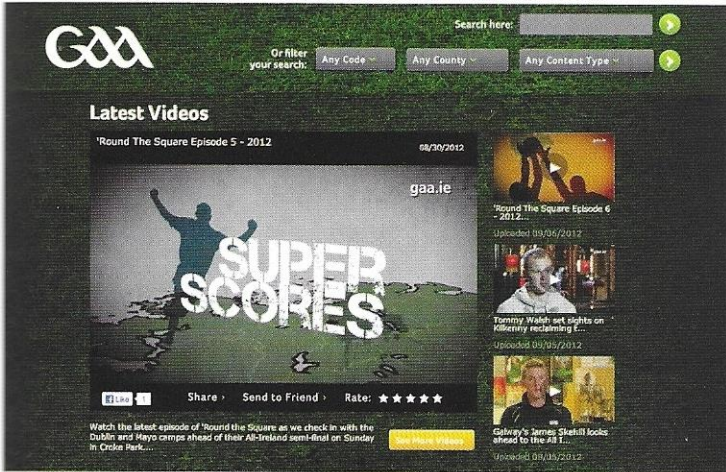 GAA
Search here:
Or filter
your search:
Any Code
Any County
Any Content Type
Latest Videos
'Round The Square Episode 5 - 2012
08/30/2012
gaa.ie
SUPER
SCORES
Like 1
Share
Send to Friend
Rate:
Watch the latest episode of 'Round the Square as we check in with the
Dublin and Mayo camps ahead of their All-Ireland semi-final on Sunday
in Croke Park....
See More Videos
gaa.ie
'Round The Square Episode 6
- 2012...
Uploaded 09/06/2012
Tommy Walsh set sights on
Kilkenny reclaiming t...
Uploaded 09/05/2012
Galway's James Skehill looks
ahead to the All I...
Uploaded 09/05/2012